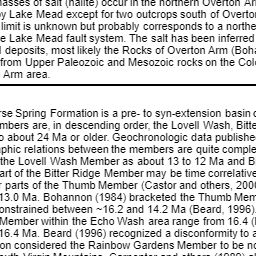 asses of salt (halite) occur in the northern Overton Arm
by Lake Mead except for two outcrops south of Overto
limit is unknown but probably corresponds to a northe
e Lake Mead fault system. The salt has been inferred
l deposits, most likely the Rocks of Overton Arm (Boha
from Upper Paleozoic and Mesozoic rocks on the Colo
Arm area.
rse Spring Formation is a pre- to syn-extension basin d
mbers are, in descending order, the Lovell Wash, Bitte
o about 24 Ma or older. Geochronologic data publishe
aphic relations between the members are quite comple
the Lovell Wash Member as about 13 to 12 Ma and B
art of the Bitter Ridge Member may be time correlative
r parts of the Thumb Member (Castor and others, 2000
13.0 Ma. Bohannon (1984) bracketed the Thumb Mem
onstrained between ~16.2 and 14.2 Ma (Beard, 1996).
Member within the Echo Wash area range from 16.4 (
16.4 Ma. Beard (1996) recognized a disconformity to a
on considered the Rainbow Gardens Member to be no